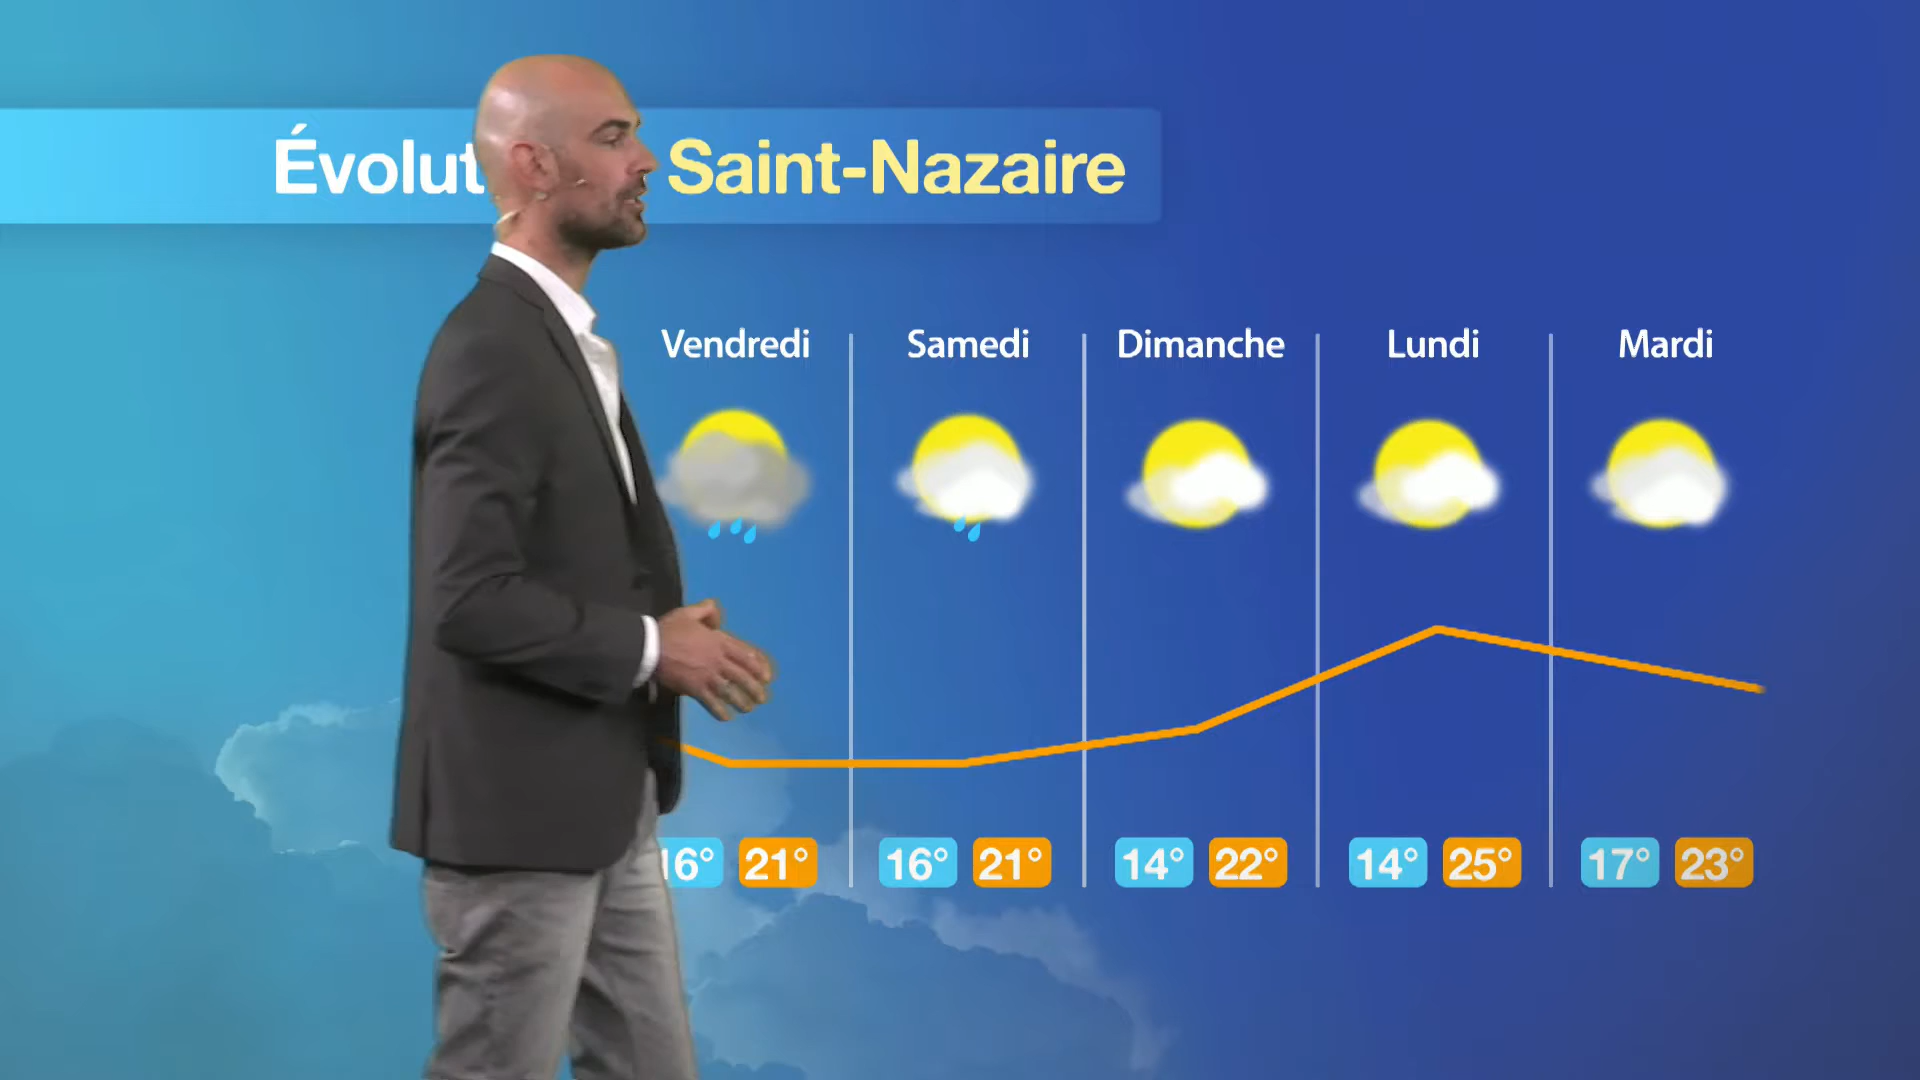 Évolut Saint-Nazaire
Vendredi Samedi Dimanche Lundi Mardi
16° 21° 16° 21° 14° 22° 14° 25° 17° 23°